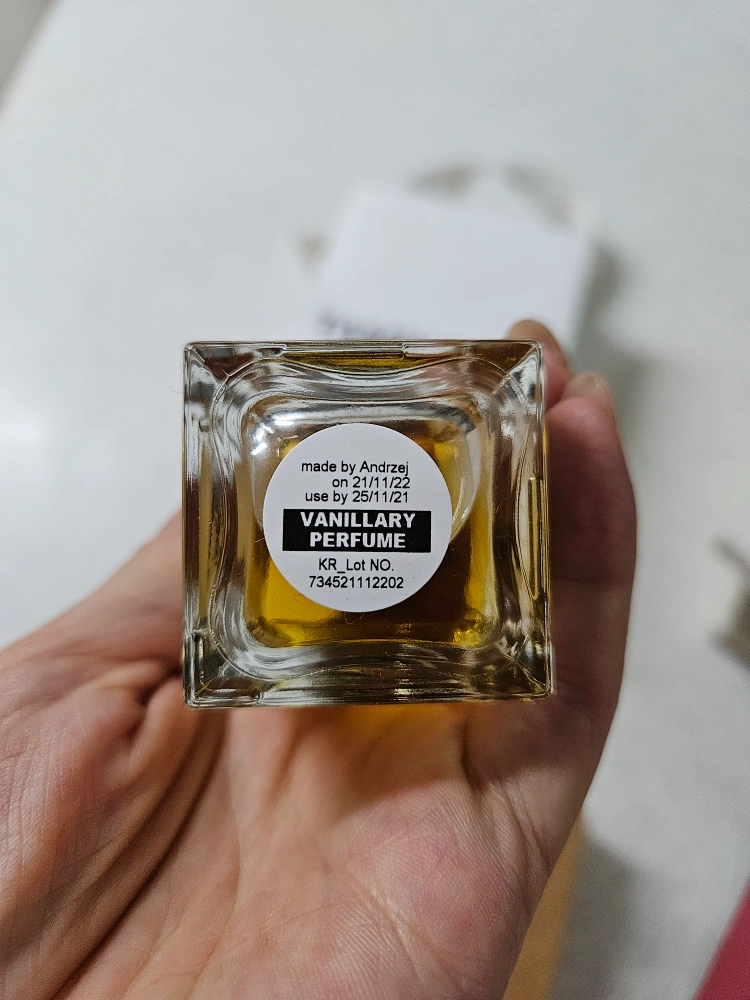 made by Andrzej
on 21/11/22
use by 25/11/21
VANILLARY
PERFUME
KR_Lot NO.
734521112202